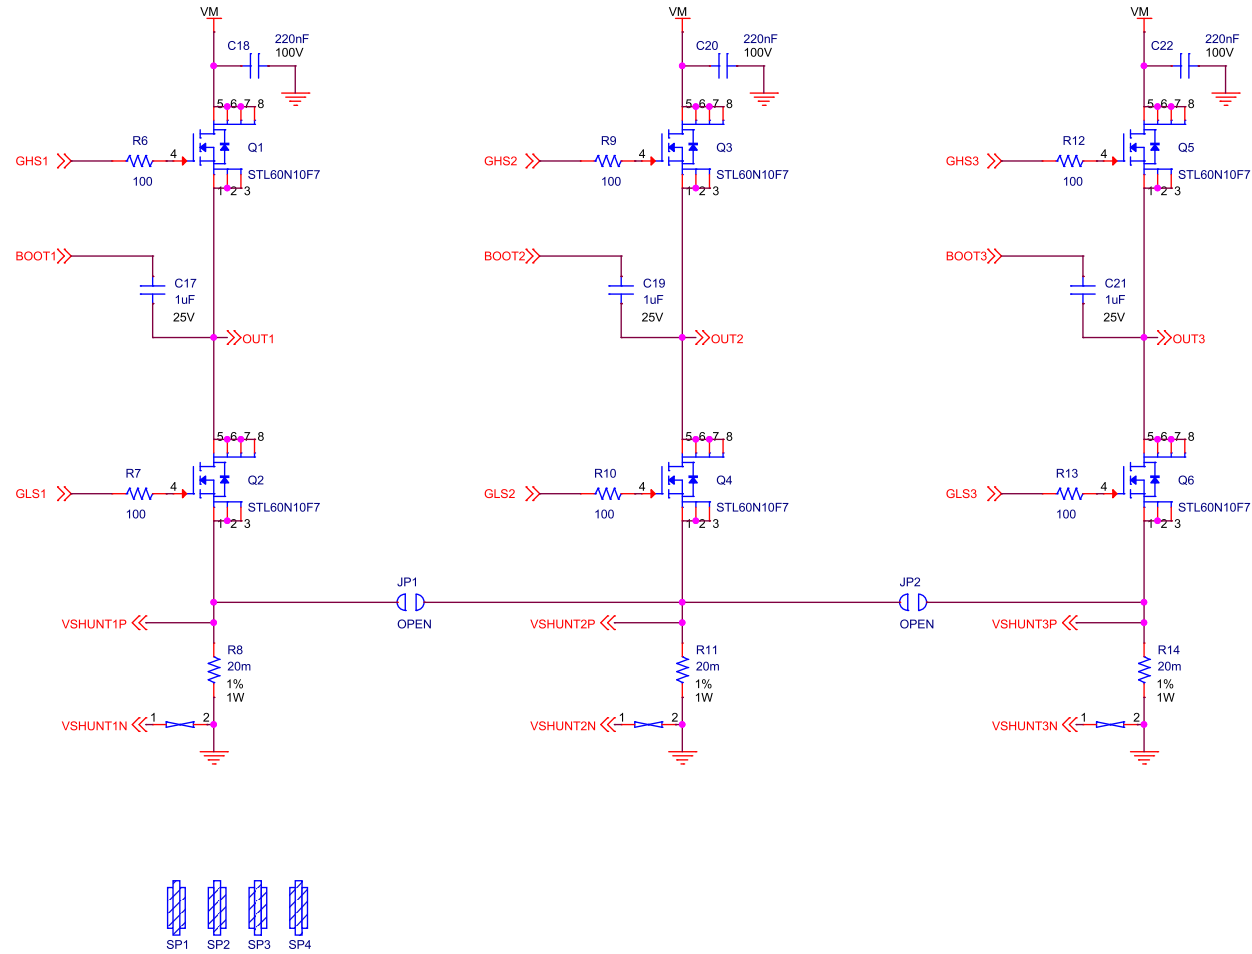 VM VM VM
C18 220nF 100V C20 220nF 100V C22 220nF 100V
5 6 7 8 5 6 7 8 5 6 7 8
GHS1 R6 100 4 Q1 STL60N10F7 GHS2 R9 100 4 Q3 STL60N10F7 GHS3 R12 100 4 Q5 STL60N10F7
1 2 3 1 2 3 1 2 3
BOOT1 BOOT2 BOOT3
C17 C19 C21
1uF 1uF 1uF
25V 25V 25V
OUT1 OUT2 OUT3
5 6 7 8 5 6 7 8 5 6 7 8
GLS1 R7 100 4 Q2 STL60N10F7 GLS2 R10 100 4 Q4 STL60N10F7 GLS3 R13 100 4 Q6 STL60N10F7
1 2 3 1 2 3 1 2 3
JP1 JP2
OPEN OPEN
VSHUNT1P VSHUNT2P VSHUNT3P
R8 R11 R14
20m 20m 20m
1% 1% 1%
1W 1W 1W
VSHUNT1N 1 2 VSHUNT2N 1 2 VSHUNT3N 1 2
SP1 SP2 SP3 SP4